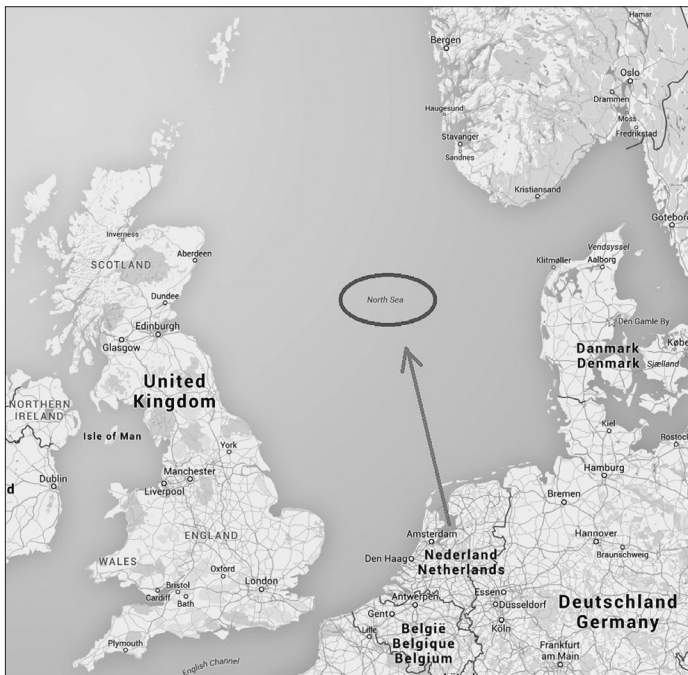 Hamar
Bergen
Oslo
Drammen
Haugesund
Moss
Fredrikstad
Stavanger
Sandnes
Kristiansand
Göteborg
Inverness
Aberdeen
SCOTLAND
Vendsyssel
Klitmøller
Aalborg
North Sea
Dundee
Den Gamle By
Edinburgh
Glasgow
Købe
Danmark
Denmark
Sjælland
United
Kingdom
NORTHERN
IRELAND
Isle of Man
Kiel
York
Rostock
Manchester
Hamburg
Dublin
Liverpool
d
Bremen
ENGLAND
Amsterdam
Hannover
Braunschweig
Nederland
Netherlands
Den Haag
WALES
Oxford
London
Bristol
Cardiff
Bath
Antwerpen
Essen
Düsseldorf
Gent
Deutschland
Germany
Köln
Lille
België
Belgique
Belgium
Plymouth
Frankfurt
am Main
English Channel